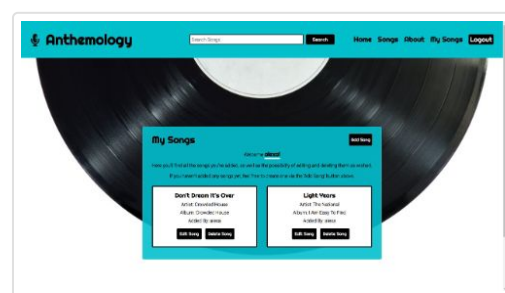 Anthemology
Search Songs
Search
Home Songs About My Songs Logout
My Songs
Add Song
Welcome
Here you'll find all the songs you've added, as well as the possibility of editing and deleting them
If you haven't added any songs yet, feel free to create one via the 'Add Song' button above.
Don't Dream It's Over
Artist: Crowded House
Album: Crowded House
Added By:
Edit Song Delete Song
Light Years
Artist: The National
Album: I Am Easy To Find
Added By:
Edit Song Delete Song